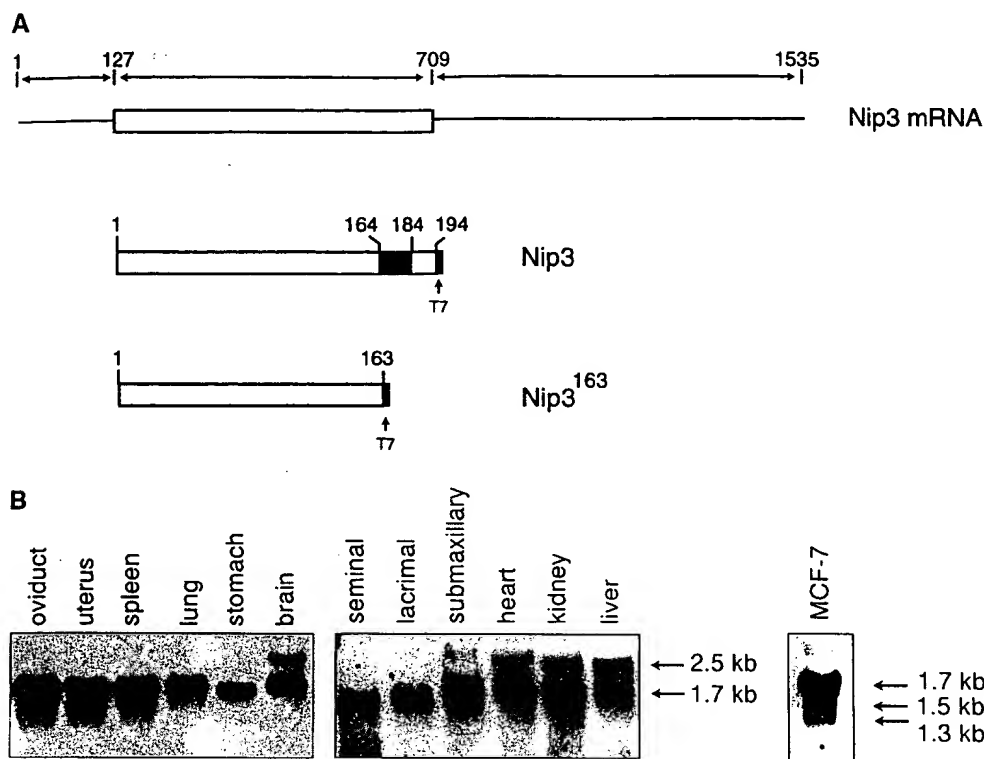 A
1 127 709 1535
Nip3 mRNA
1 164 184 194
Nip3
T7
1 163
Nip3163
T7
B
oviduct uterus spleen lung stomach brain seminal lacrimal submaxillary heart kidney liver MCF-7
2.5 kb
1.7 kb
1.7 kb
1.5 kb
1.3 kb